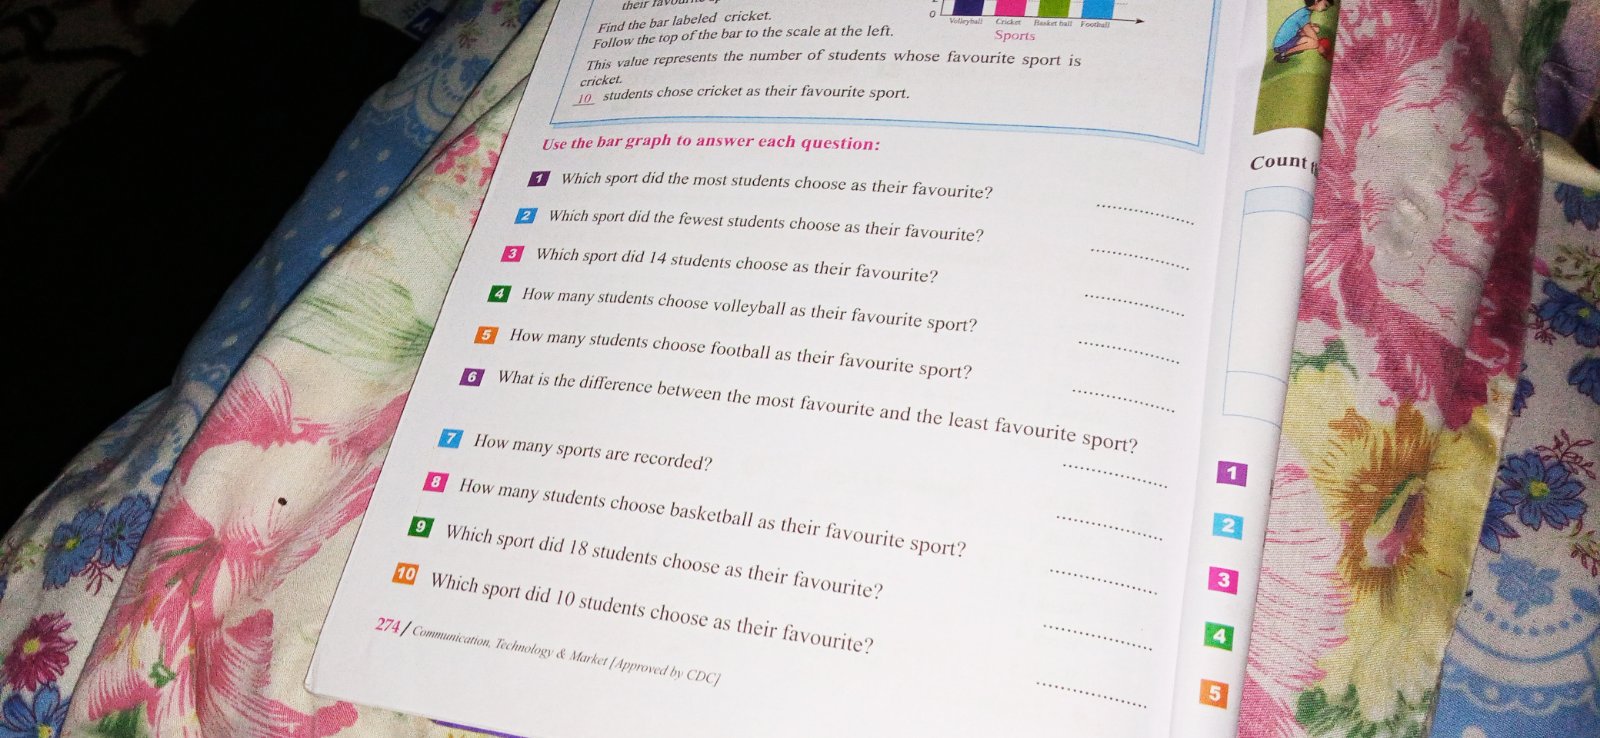 0
Volleyball Cricket Basket ball Football
Sports
their
Find the bar labeled cricket.
Follow the top of the bar to the scale at the left.
This value represents the number of students whose favourite sport is
cricket.
10 students chose cricket as their favourite sport.
Use the bar graph to answer each question:
1 Which sport did the most students choose as their favourite? ....................
2 Which sport did the fewest students choose as their favourite? ....................
3 Which sport did 14 students choose as their favourite? ....................
4 How many students choose volleyball as their favourite sport? ....................
5 How many students choose football as their favourite sport? ....................
6 What is the difference between the most favourite and the least favourite sport? ....................
7 How many sports are recorded? ....................
8 How many students choose basketball as their favourite sport? ....................
9 Which sport did 18 students choose as their favourite? ....................
10 Which sport did 10 students choose as their favourite? ....................
274/ Communication, Technology & Market [Approved by CDC]
Count
1
2
3
4
5